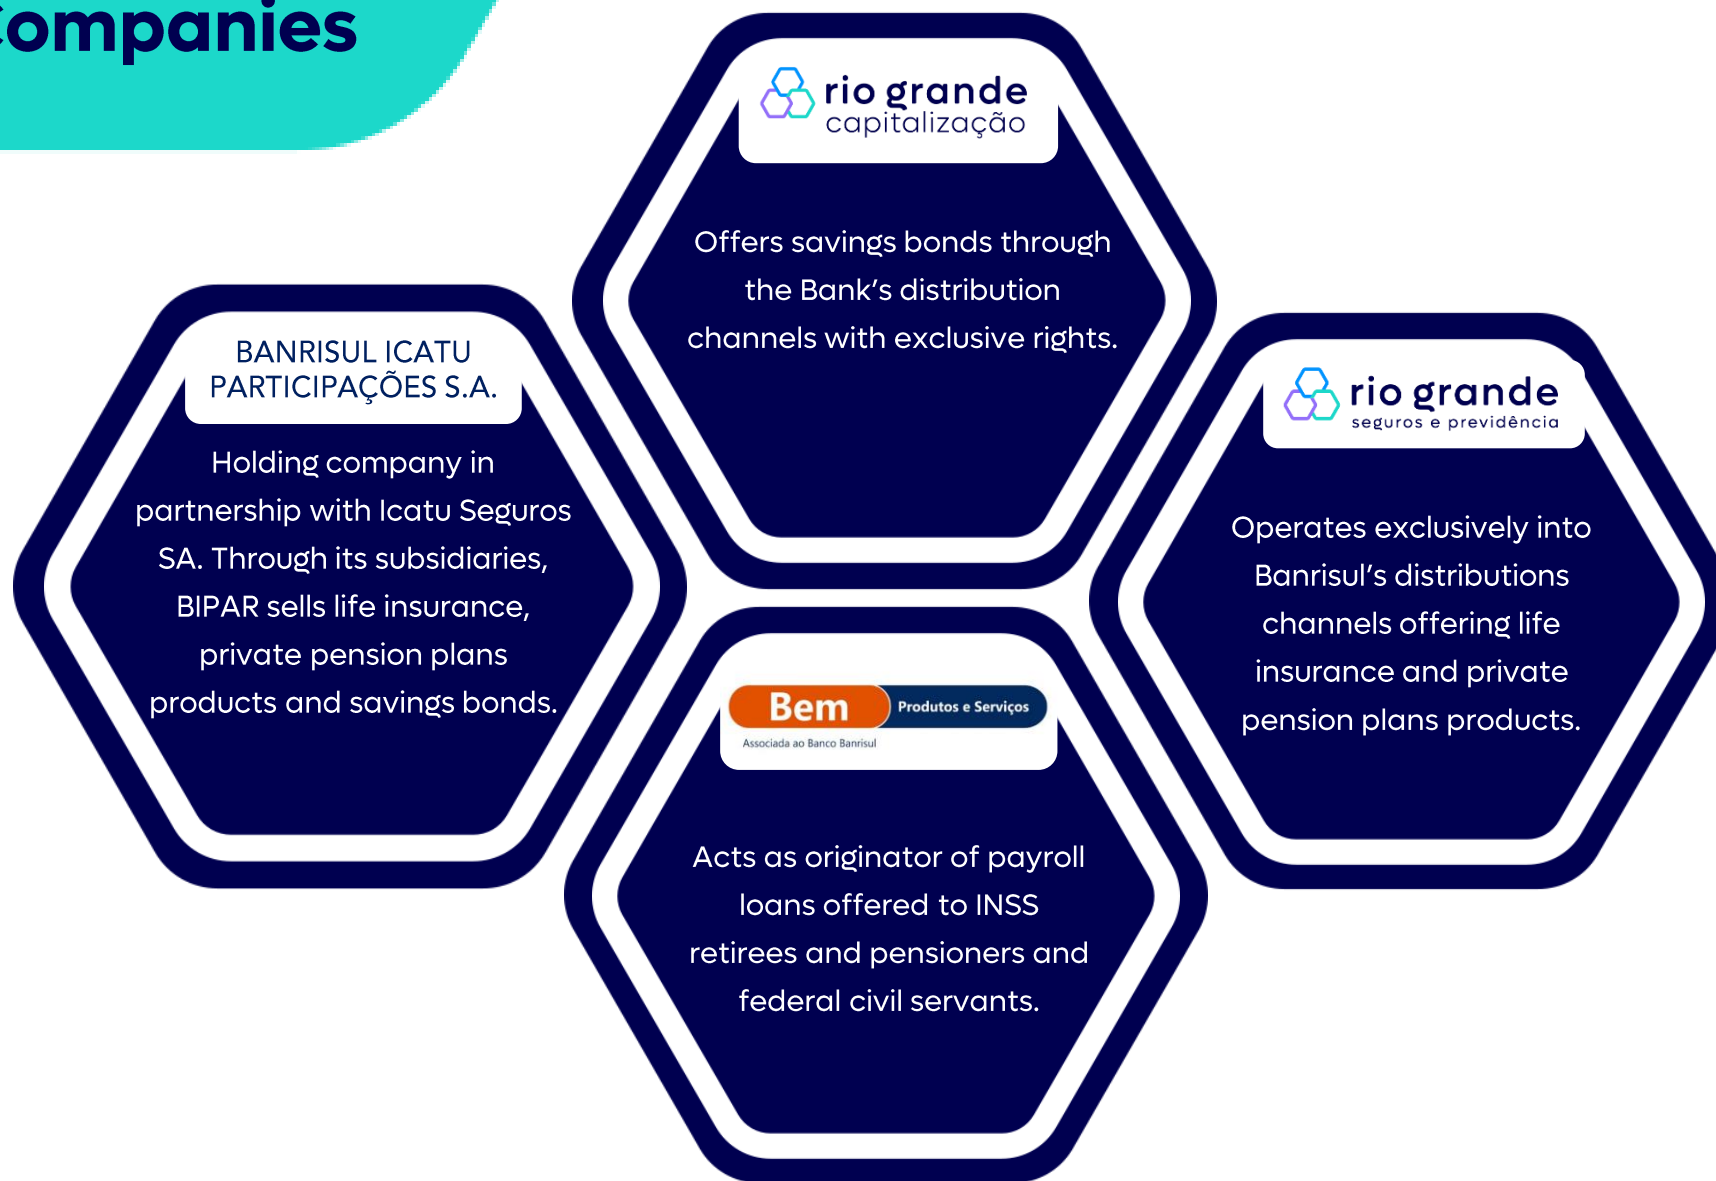 Companies
rio grande
capitalização
Offers savings bonds through
the Bank's distribution
channels with exclusive rights.
BANRISUL ICATU
PARTICIPAÇÕES S.A.
Holding company in
partnership with Icatu Seguros
SA. Through its subsidiaries,
BIPAR sells life insurance,
private pension plans
products and savings bonds.
rio grande
seguros e previdência
Operates exclusively into
Banrisul's distributions
channels offering life
insurance and private
pension plans products.
Bem Produtos e Serviços
Associada ao Banco Banrisul
Acts as originator of payroll
loans offered to INSS
retirees and pensioners and
federal civil servants.